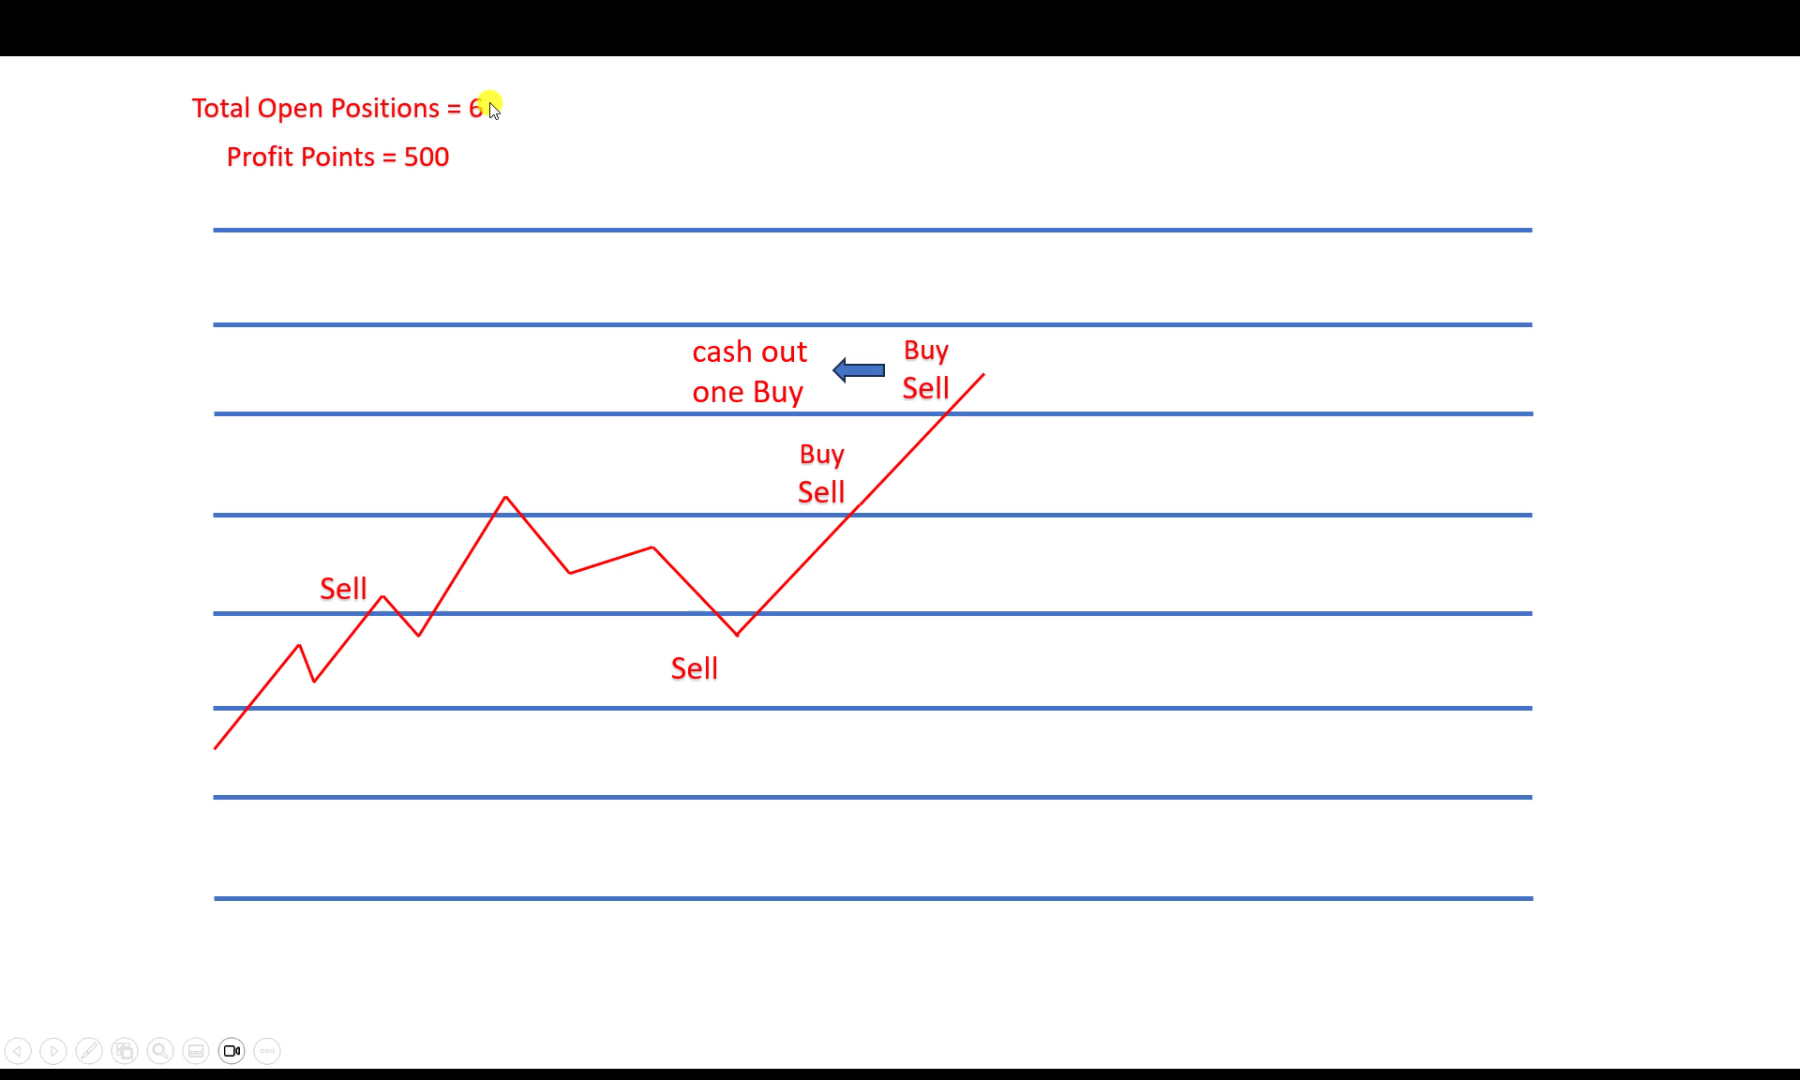 Total Open Positions = 6
Profit Points = 500
cash out
one Buy
Buy
Sell
Buy
Sell
Sell
Sell